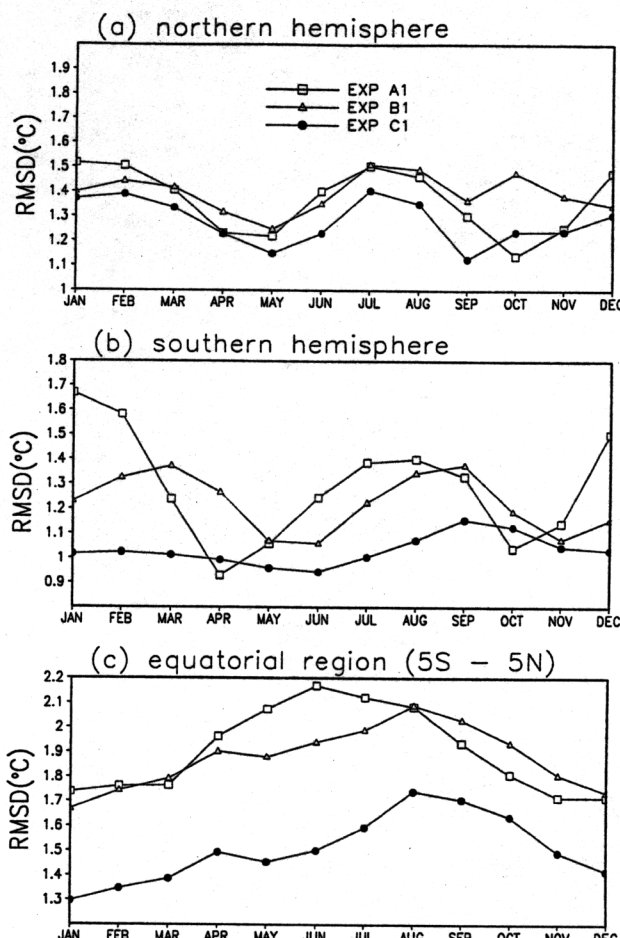 (a) northern hemisphere
RMSD(°C)
1.9
1.8
1.7
1.6
1.5
1.4
1.3
1.2
1.1
1
EXP A1
EXP B1
EXP C1
JAN FEB MAR APR MAY JUN JUL AUG SEP OCT NOV DEC
(b) southern hemisphere
RMSD(°C)
1.8
1.7
1.6
1.5
1.4
1.3
1.2
1.1
1
0.9
JAN FEB MAR APR MAY JUN JUL AUG SEP OCT NOV DEC
(c) equatorial region (5S – 5N)
RMSD(°C)
2.2
2.1
2
1.9
1.8
1.7
1.6
1.5
1.4
1.3
JAN FEB MAR APR MAY JUN JUL AUG SEP OCT NOV DEC